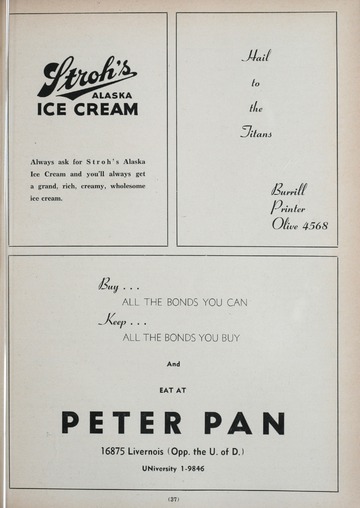 Stroh's
ALASKA
ICE CREAM
Always ask for Stroh's Alaska
Ice Cream and you'll always get
a grand, rich, creamy, wholesome
ice cream.
Hail
to
the
Titans
Burrill
Printer
Olive 4568
Buy . . .
ALL THE BONDS YOU CAN
Keep . . .
ALL THE BONDS YOU BUY
And
EAT AT
PETER PAN
16875 Livernois (Opp. the U. of D.)
UNiversity 1-9846
(37)